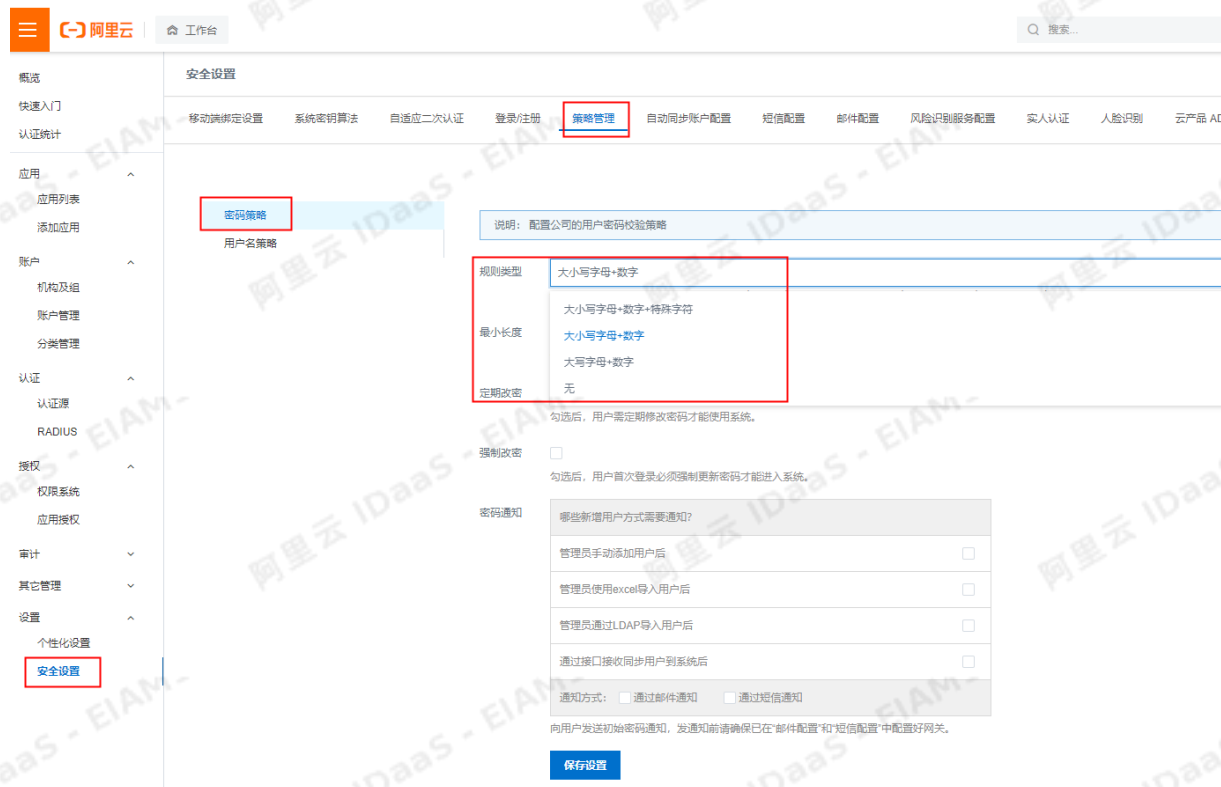 阿里云
工作台
搜索...
概览
快速入门
认证统计
应用
应用列表
添加应用
账户
机构及组
账户管理
分类管理
认证
认证源
RADIUS
授权
权限系统
应用授权
审计
其它管理
设置
个性化设置
安全设置
安全设置
移动端绑定设置 系统密钥算法 自适应二次认证 登录/注册 策略管理 自动同步账户配置 短信配置 邮件配置 风险识别服务配置 实人认证 人脸识别 云产品 AD
密码策略
用户名策略
说明: 配置公司的用户密码校验策略
规则类型 大小写字母+数字
大小写字母+数字+特殊字符
最小长度 大小写字母+数字
大写字母+数字
定期改密 无
勾选后，用户需定期修改密码才能使用系统。
强制改密
勾选后，用户首次登录必须强制更新密码才能进入系统。
密码通知 哪些新增用户方式需要通知?
管理员手动添加用户后
管理员使用excel导入用户后
管理员通过LDAP导入用户后
通过接口接收同步用户到系统后
通知方式: 通过邮件通知 通过短信通知
向用户发送初始密码通知，发通知前请确保已在“邮件配置”和“短信配置”中配置好网关。
保存设置
阿里云 IDaaS - EIAM_